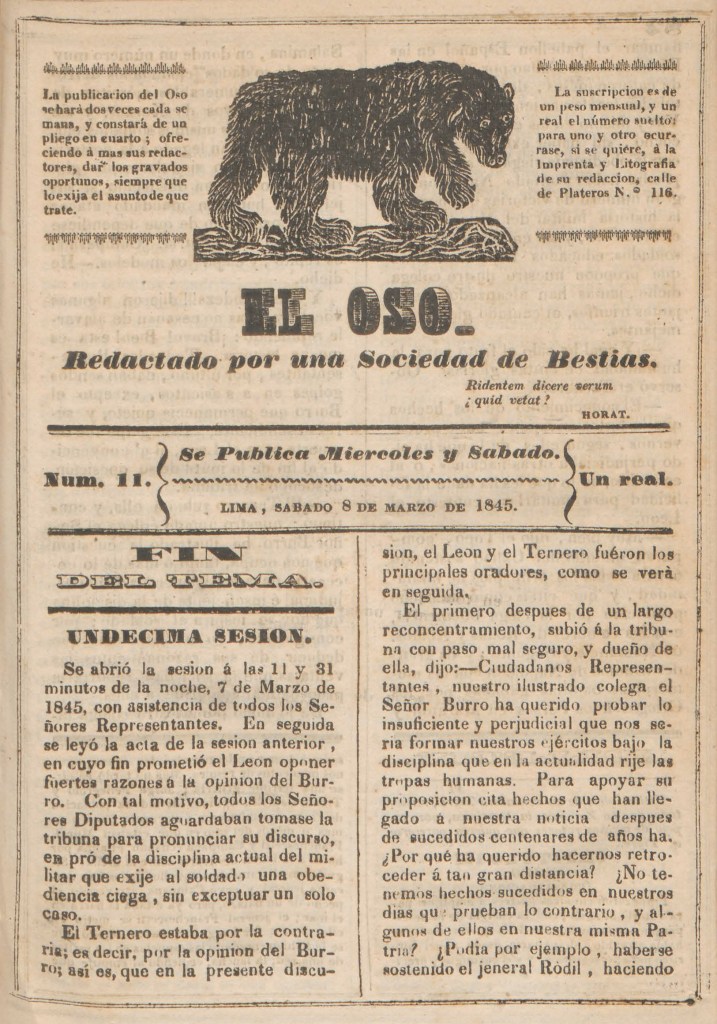 La publicacion del Oso
se hará dos veces cada se
mana, y constará de un
pliego en cuarto ; ofre-
ciendo á mas sus redac-
tores, dar los gravados
oportunos, siempre que
lo exija el asunto de que
trate.
La suscripcion es de
un peso mensual, y un
real el número suelto;
para uno y otro ocur-
rase, si se quiére, á la
Imprenta y Litografia
de su redaccion, calle
de Plateros N.º 116.
EL OSO.
Redactado por una Sociedad de Bestias.
Ridentem dicere verum
¿ quid vetat ?
HORAT.
Num. 11.
Se Publica Miercoles y Sabado.
LIMA, SABADO 8 DE MARZO DE 1845.
Un real.
FIN
DEL TEMA.
UNDECIMA SESION.
Se abrió la sesion á las 11 y 31
minutos de la noche, 7 de Marzo de
1845, con asistencia de todos los Se-
ñores Representantes. En seguida
se leyó la acta de la sesion anterior ,
en cuyo fin prometió el Leon oponer
fuertes razones a la opinion del Bur-
ro. Con tal motivo, todos los Seño-
res Diputados aguardaban tomase la
tribuna para pronunciar su discurso,
en pró de la disciplina actual del mi-
litar que exije al soldado una obe-
diencia ciega , sin exceptuar un solo
caso.
El Ternero estaba por la contra-
ria; es decir, por la opinion del Bur-
ro; así es, que en la presente discu-
sion, el Leon y el Ternero fuéron los
principales oradores, como se verà
en seguida.
El primero despues de un largo
reconcentramiento, subió á la tribu-
na con paso mal seguro, y dueño de
ella, dijo:—Ciudadanos Represen-
tantes , nuestro ilustrado colega el
Señor Burro ha querido probar lo
insuficiente y perjudicial que nos se-
ria formar nuestros ejércitos bajo la
disciplina que en la actualidad rije las
tropas humanas. Para apoyar su
proposicion cita hechos que han lle-
gado a nuestra noticia despues
de sucedidos centenares de años ha.
¿Por qué ha querido hacernos retro-
ceder á tan gran distancia? ¿No te-
nemos hechos sucedidos en nuestros
dias que prueban lo contrario , y al-
gunos de ellos en nuestra misma Pa-
tria? ¿Podia por ejemplo , haberse
sostenido el jeneral Rodil , haciendo